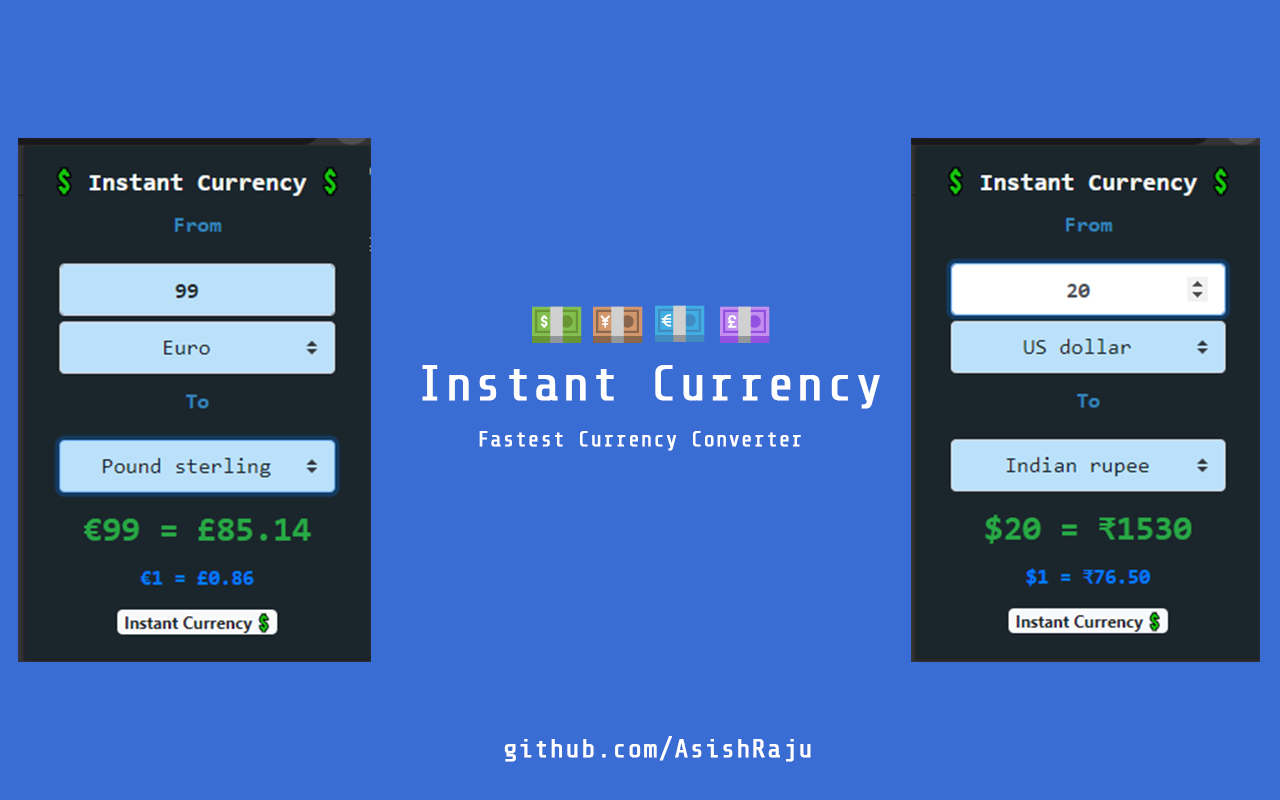 Instant Currency
From
99
Euro
To
Pound sterling
€99 = £85.14
€1 = £0.86
Instant Currency
$ ¥ € £
Instant Currency
Fastest Currency Converter
Instant Currency
From
20
US dollar
To
Indian rupee
$20 = ₹1530
$1 = ₹76.50
Instant Currency
github.com/AsishRaju